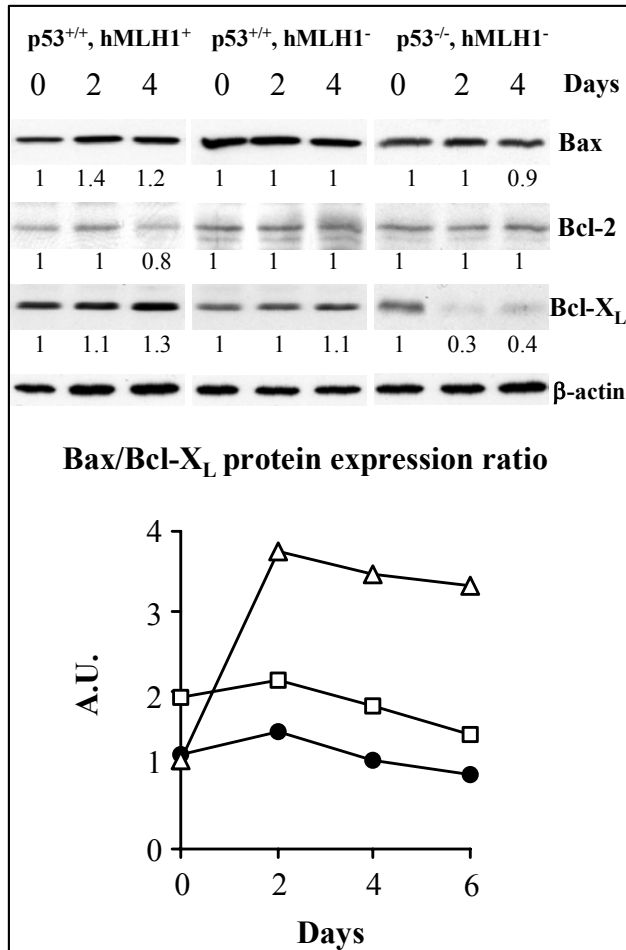 p53+/+, hMLH1+ p53+/+, hMLH1- p53-/-, hMLH1-
0 2 4 0 2 4 0 2 4 Days
Bax
1 1.4 1.2 1 1 1 1 1 0.9
Bcl-2
1 1 0.8 1 1 1 1 1 1
Bcl-XL
1 1.1 1.3 1 1 1.1 1 0.3 0.4
β-actin
Bax/Bcl-XL protein expression ratio
4
3
2
1
0
A.U.
0 2 4 6
Days